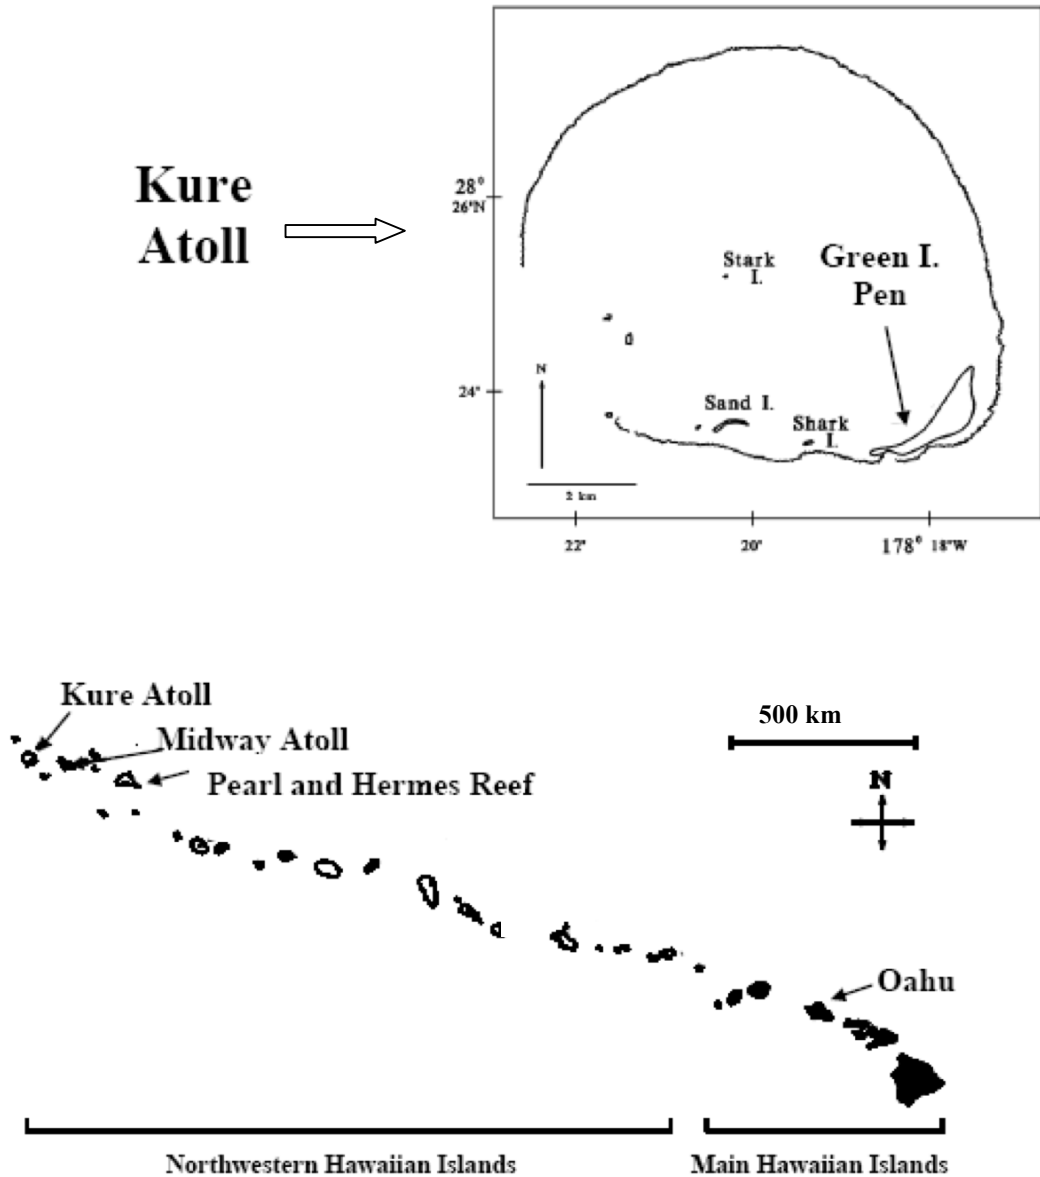 Kure
Atoll
28°
26'N
24'
Stark
I.
Green I.
Pen
N
Sand I.
Shark
I.
2 km
22'
20'
178° 18'W
Kure Atoll
Midway Atoll
Pearl and Hermes Reef
500 km
N
Oahu
Northwestern Hawaiian Islands
Main Hawaiian Islands